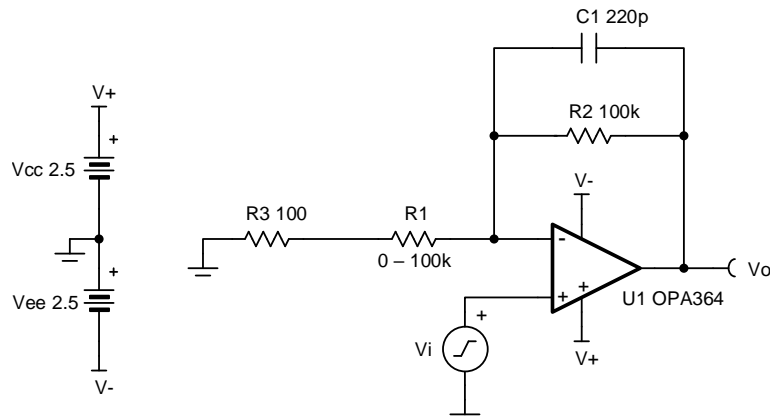 C1 220p
V+
R2 100k
+
Vcc 2.5
V-
R3 100
R1
-
0 – 100k
Vo
+
+
+
U1 OPA364
Vee 2.5
+
Vi
V+
V-